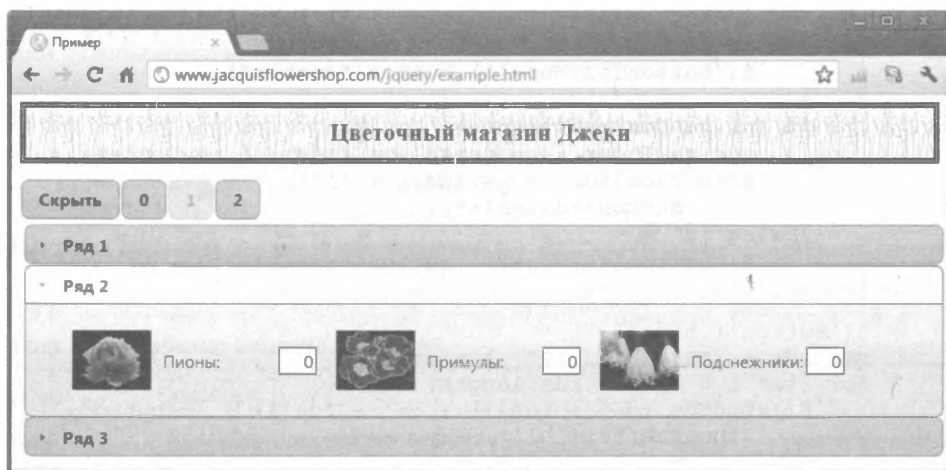 Пример
www.jacquisflowershop.com/jquery/example.html
Цветочный магазин Джеки
Скрыть 0 1 2
Ряд 1
Ряд 2
Пионы: 0 Примулы: 0 Подснежники: 0
Ряд 3